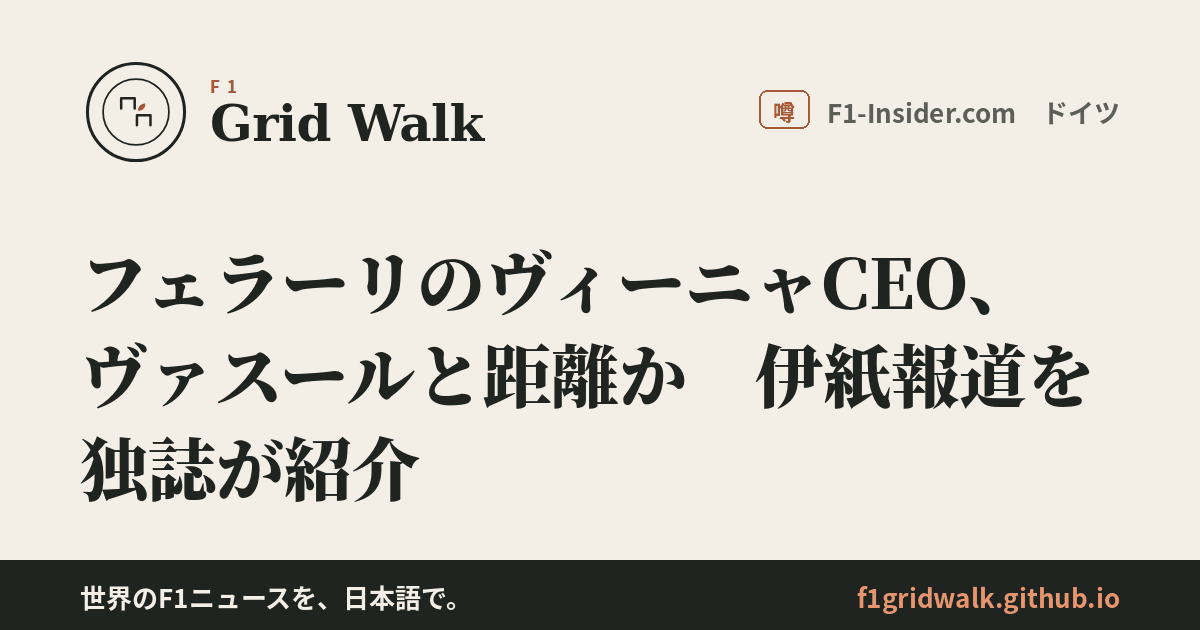 F1
Grid Walk
噂 F1-Insider.com　ドイツ
フェラーリのヴィーニャCEO、
ヴァスールと距離か　伊紙報道を
独誌が紹介
世界のF1ニュースを、日本語で。
f1gridwalk.github.io